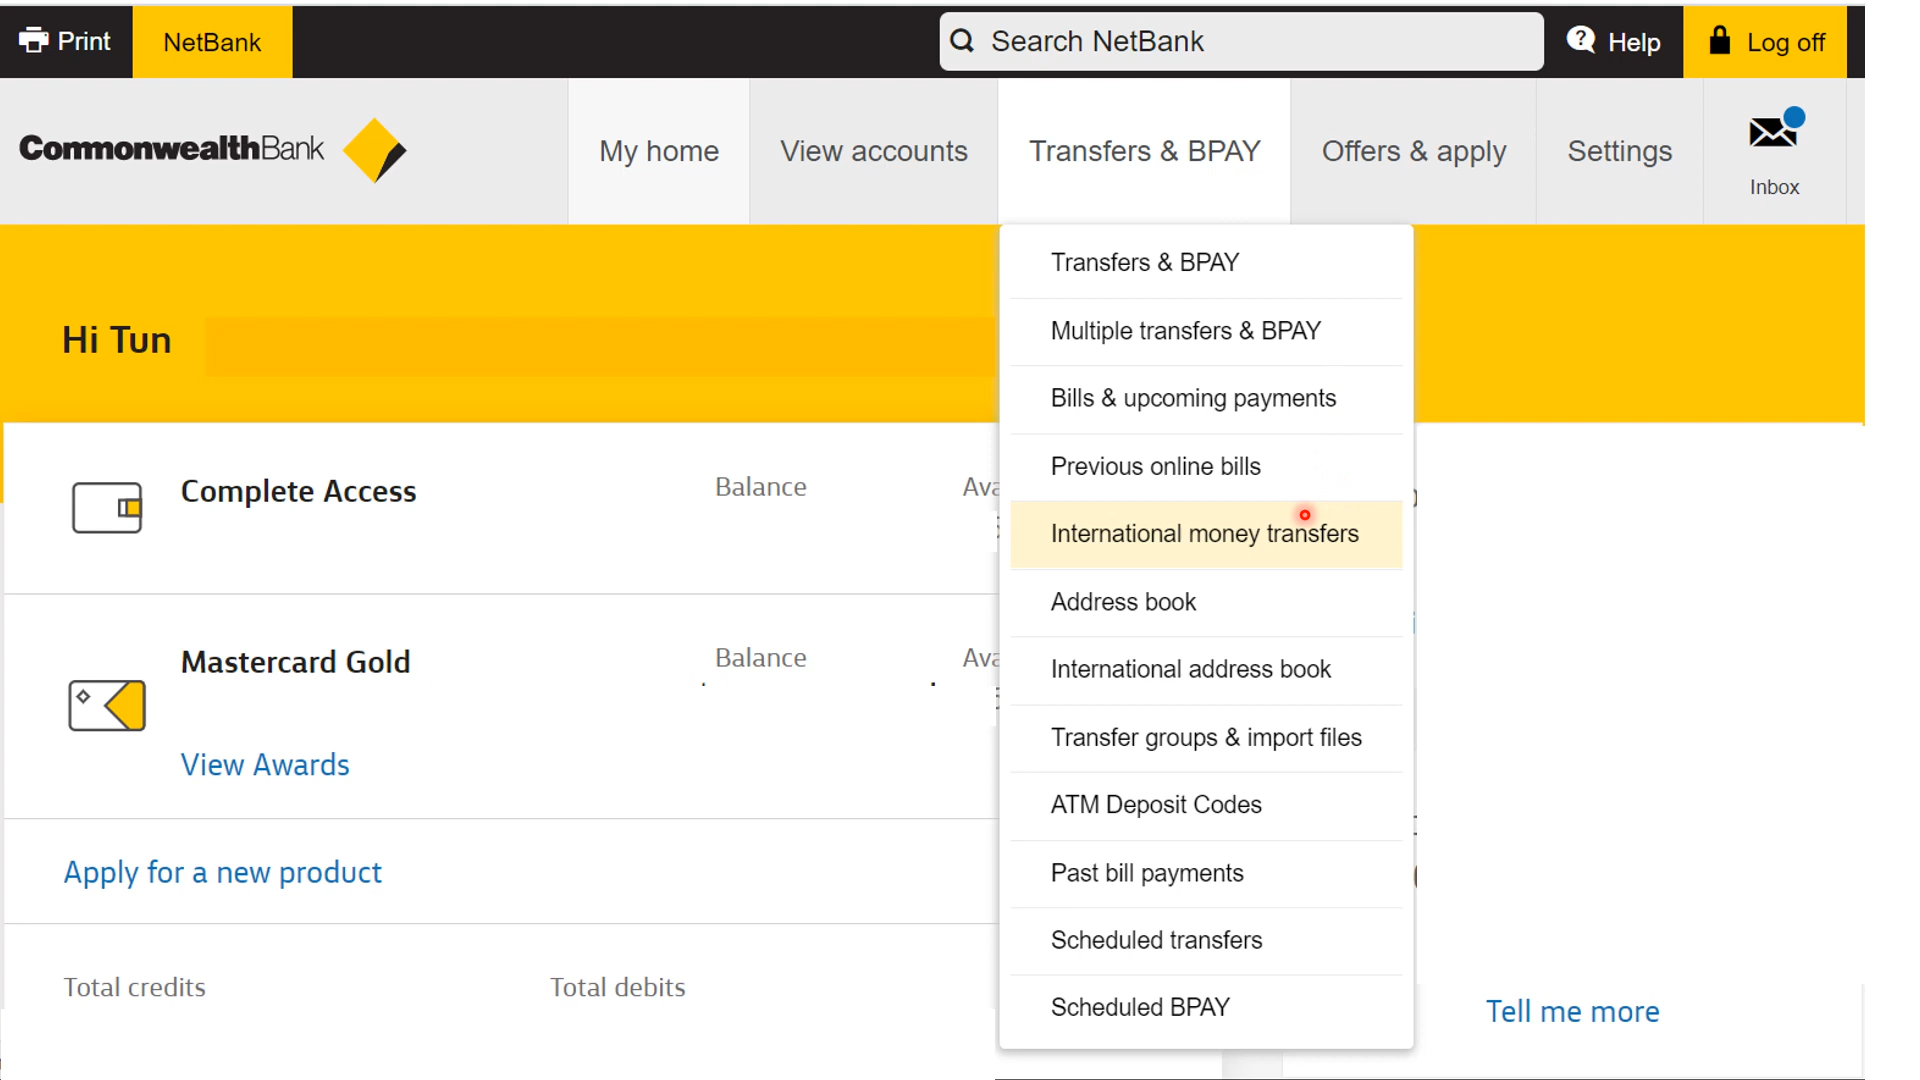 Print
NetBank
Search NetBank
Help
Log off
CommonwealthBank
My home
View accounts
Transfers & BPAY
Offers & apply
Settings
Inbox
Transfers & BPAY
Multiple transfers & BPAY
Bills & upcoming payments
Previous online bills
International money transfers
Address book
International address book
Transfer groups & import files
ATM Deposit Codes
Past bill payments
Scheduled transfers
Scheduled BPAY
Hi Tun
Complete Access
Balance
Mastercard Gold
Balance
View Awards
Apply for a new product
Total credits
Total debits
Tell me more